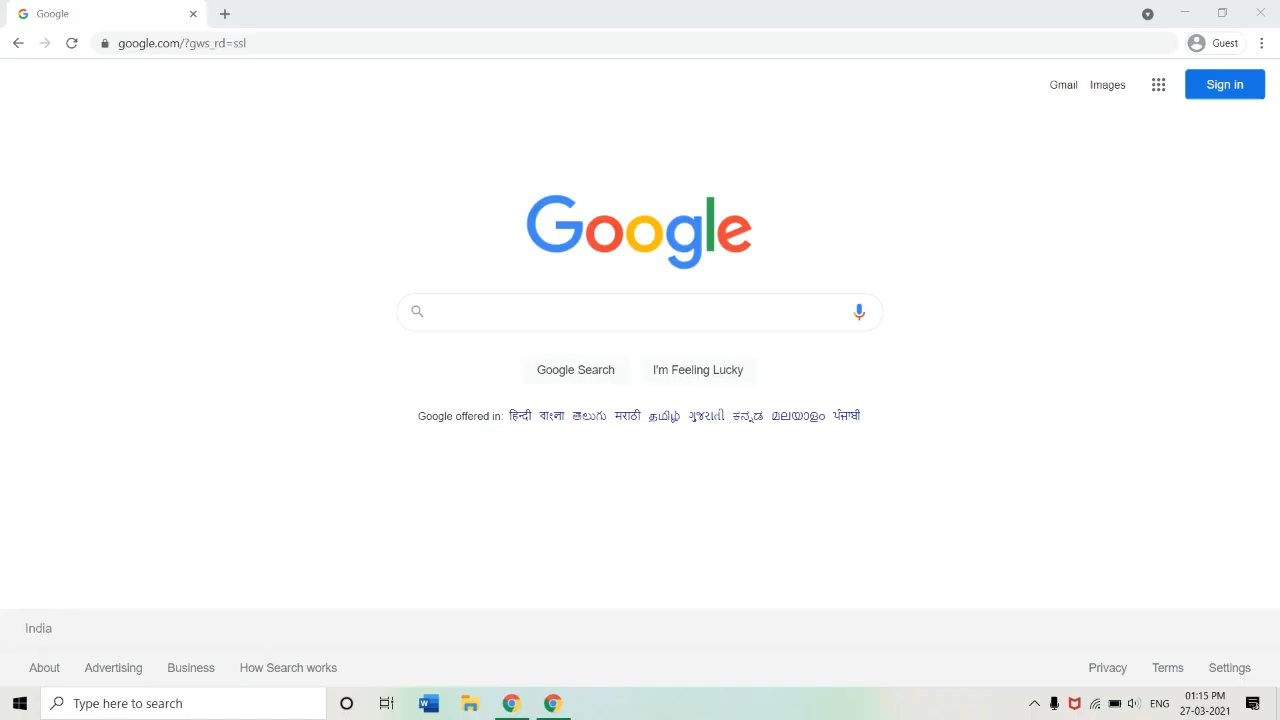 Google
google.com/?gws_rd=ssl
Guest
Gmail Images Sign in
Google
Google Search I'm Feeling Lucky
Google offered in: हिन्दी বাংলা తెలుగు मराठी தமிழ் ગુજરાતી ಕನ್ನಡ മലയാളം ਪੰਜਾਬੀ
India
About Advertising Business How Search works Privacy Terms Settings
Type here to search
ENG
01:15 PM
27-03-2021